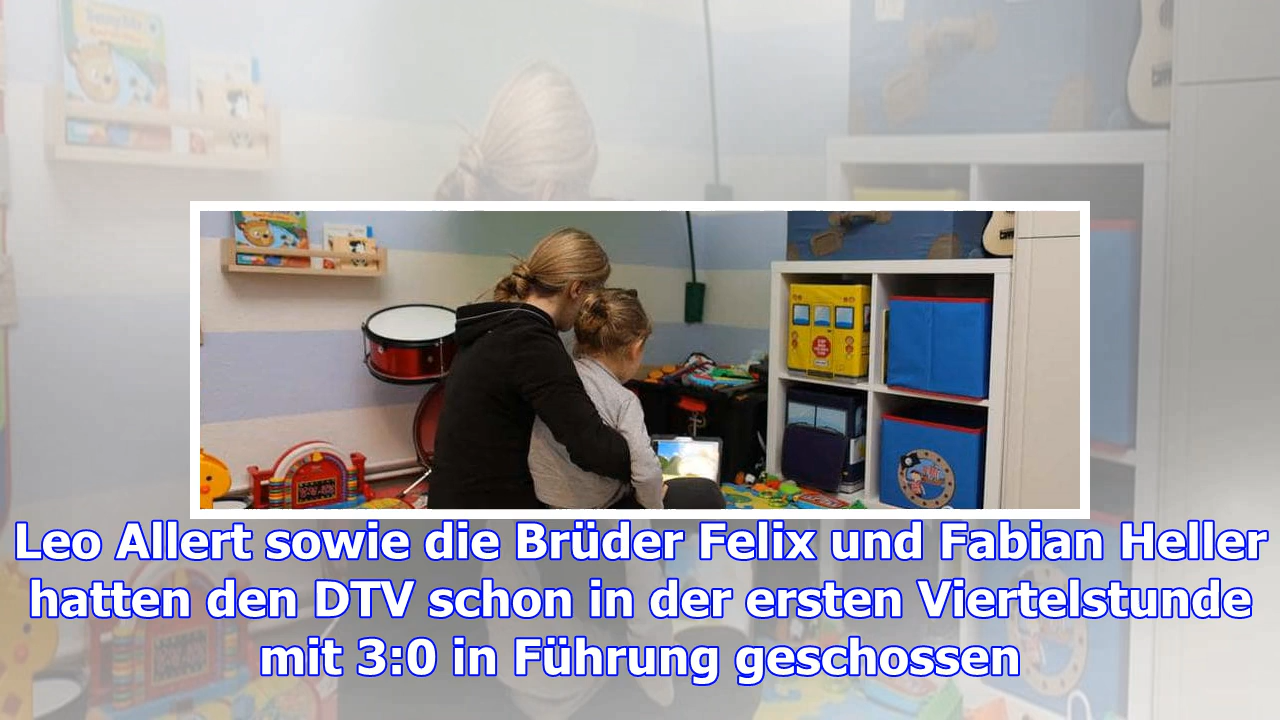 Leo Allert sowie die Brüder Felix und Fabian Heller
hatten den DTV schon in der ersten Viertelstunde
mit 3:0 in Führung geschossen